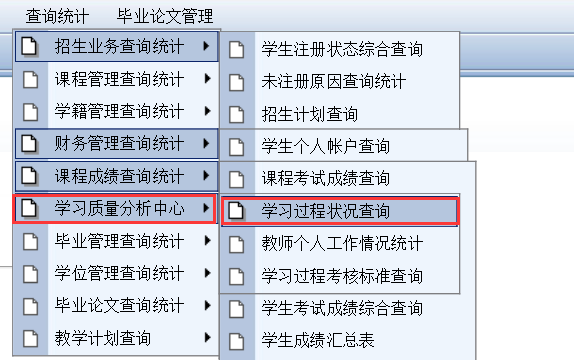 查询统计 毕业论文管理
招生业务查询统计
课程管理查询统计
学籍管理查询统计
财务管理查询统计
课程成绩查询统计
学习质量分析中心
毕业管理查询统计
学位管理查询统计
毕业论文查询统计
教学计划查询
学生注册状态综合查询
未注册原因查询统计
招生计划查询
学生个人帐户查询
课程考试成绩查询
学习过程状况查询
教师个人工作情况统计
学习过程考核标准查询
学生考试成绩综合查询
学生成绩汇总表